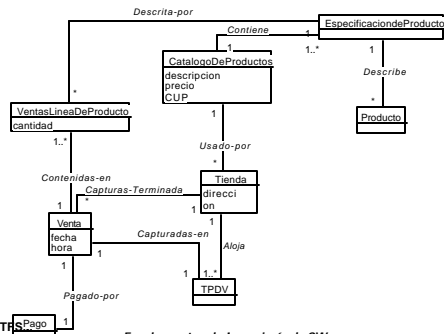 Descrita-por
EspecificaciondeProducto
Contiene
1
1
1..*
1
CatalogoDeProductos
descripcion
precio
CUP
Describe
*
*
Producto
VentasLineaDeProducto
cantidad
1
1..*
Usado-por
*
Contenidas-en
Capturas-Terminada
*
Tienda
direcci
on
1
1
Venta
fecha
hora
1
Capturadas-en
1
Aloja
1
Pagado-por
1
1..*
TPDV
1
Pago